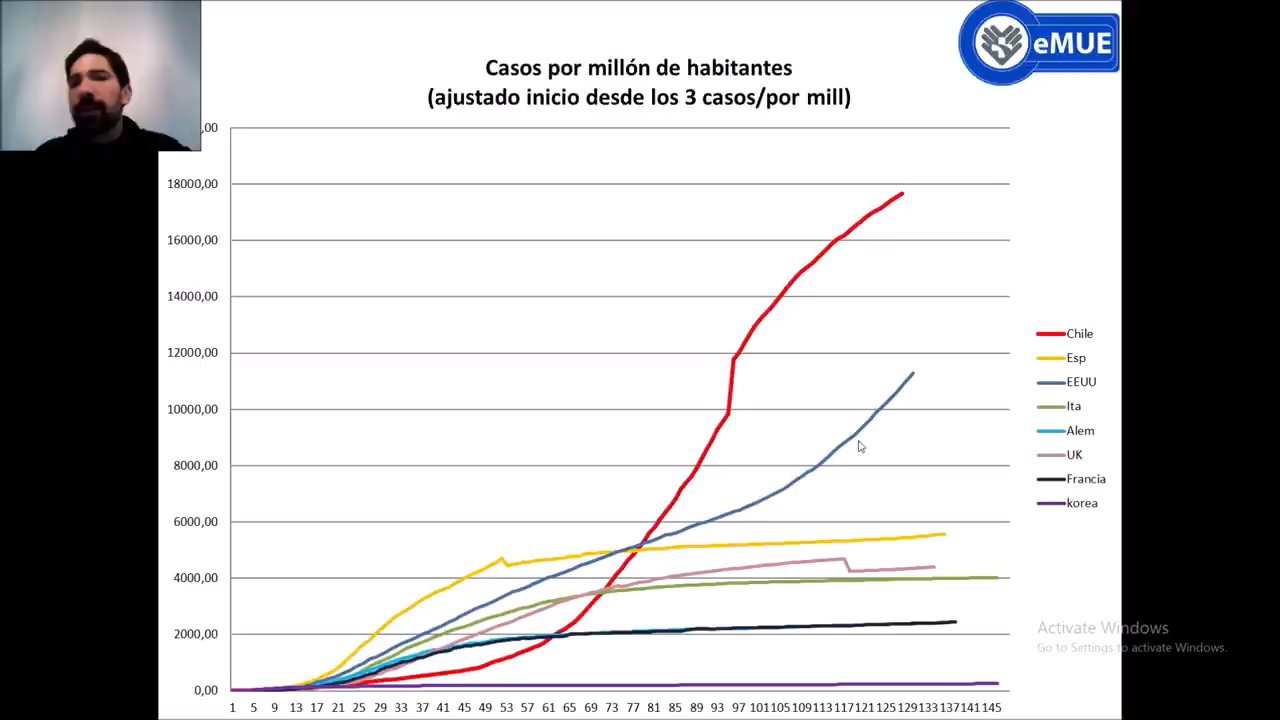 eMUE
Casos por millón de habitantes
(ajustado inicio desde los 3 casos/por mill)
,00
18000,00
16000,00
14000,00
12000,00
10000,00
8000,00
6000,00
4000,00
2000,00
0,00
Chile
Esp
EEUU
Ita
Alem
UK
Francia
korea
1 5 9 13 17 21 25 29 33 37 41 45 49 53 57 61 65 69 73 77 81 85 89 93 97 101 105 109 113 117 121 125 129 133 137 141 145
Activate Windows
Go to Settings to activate Windows.